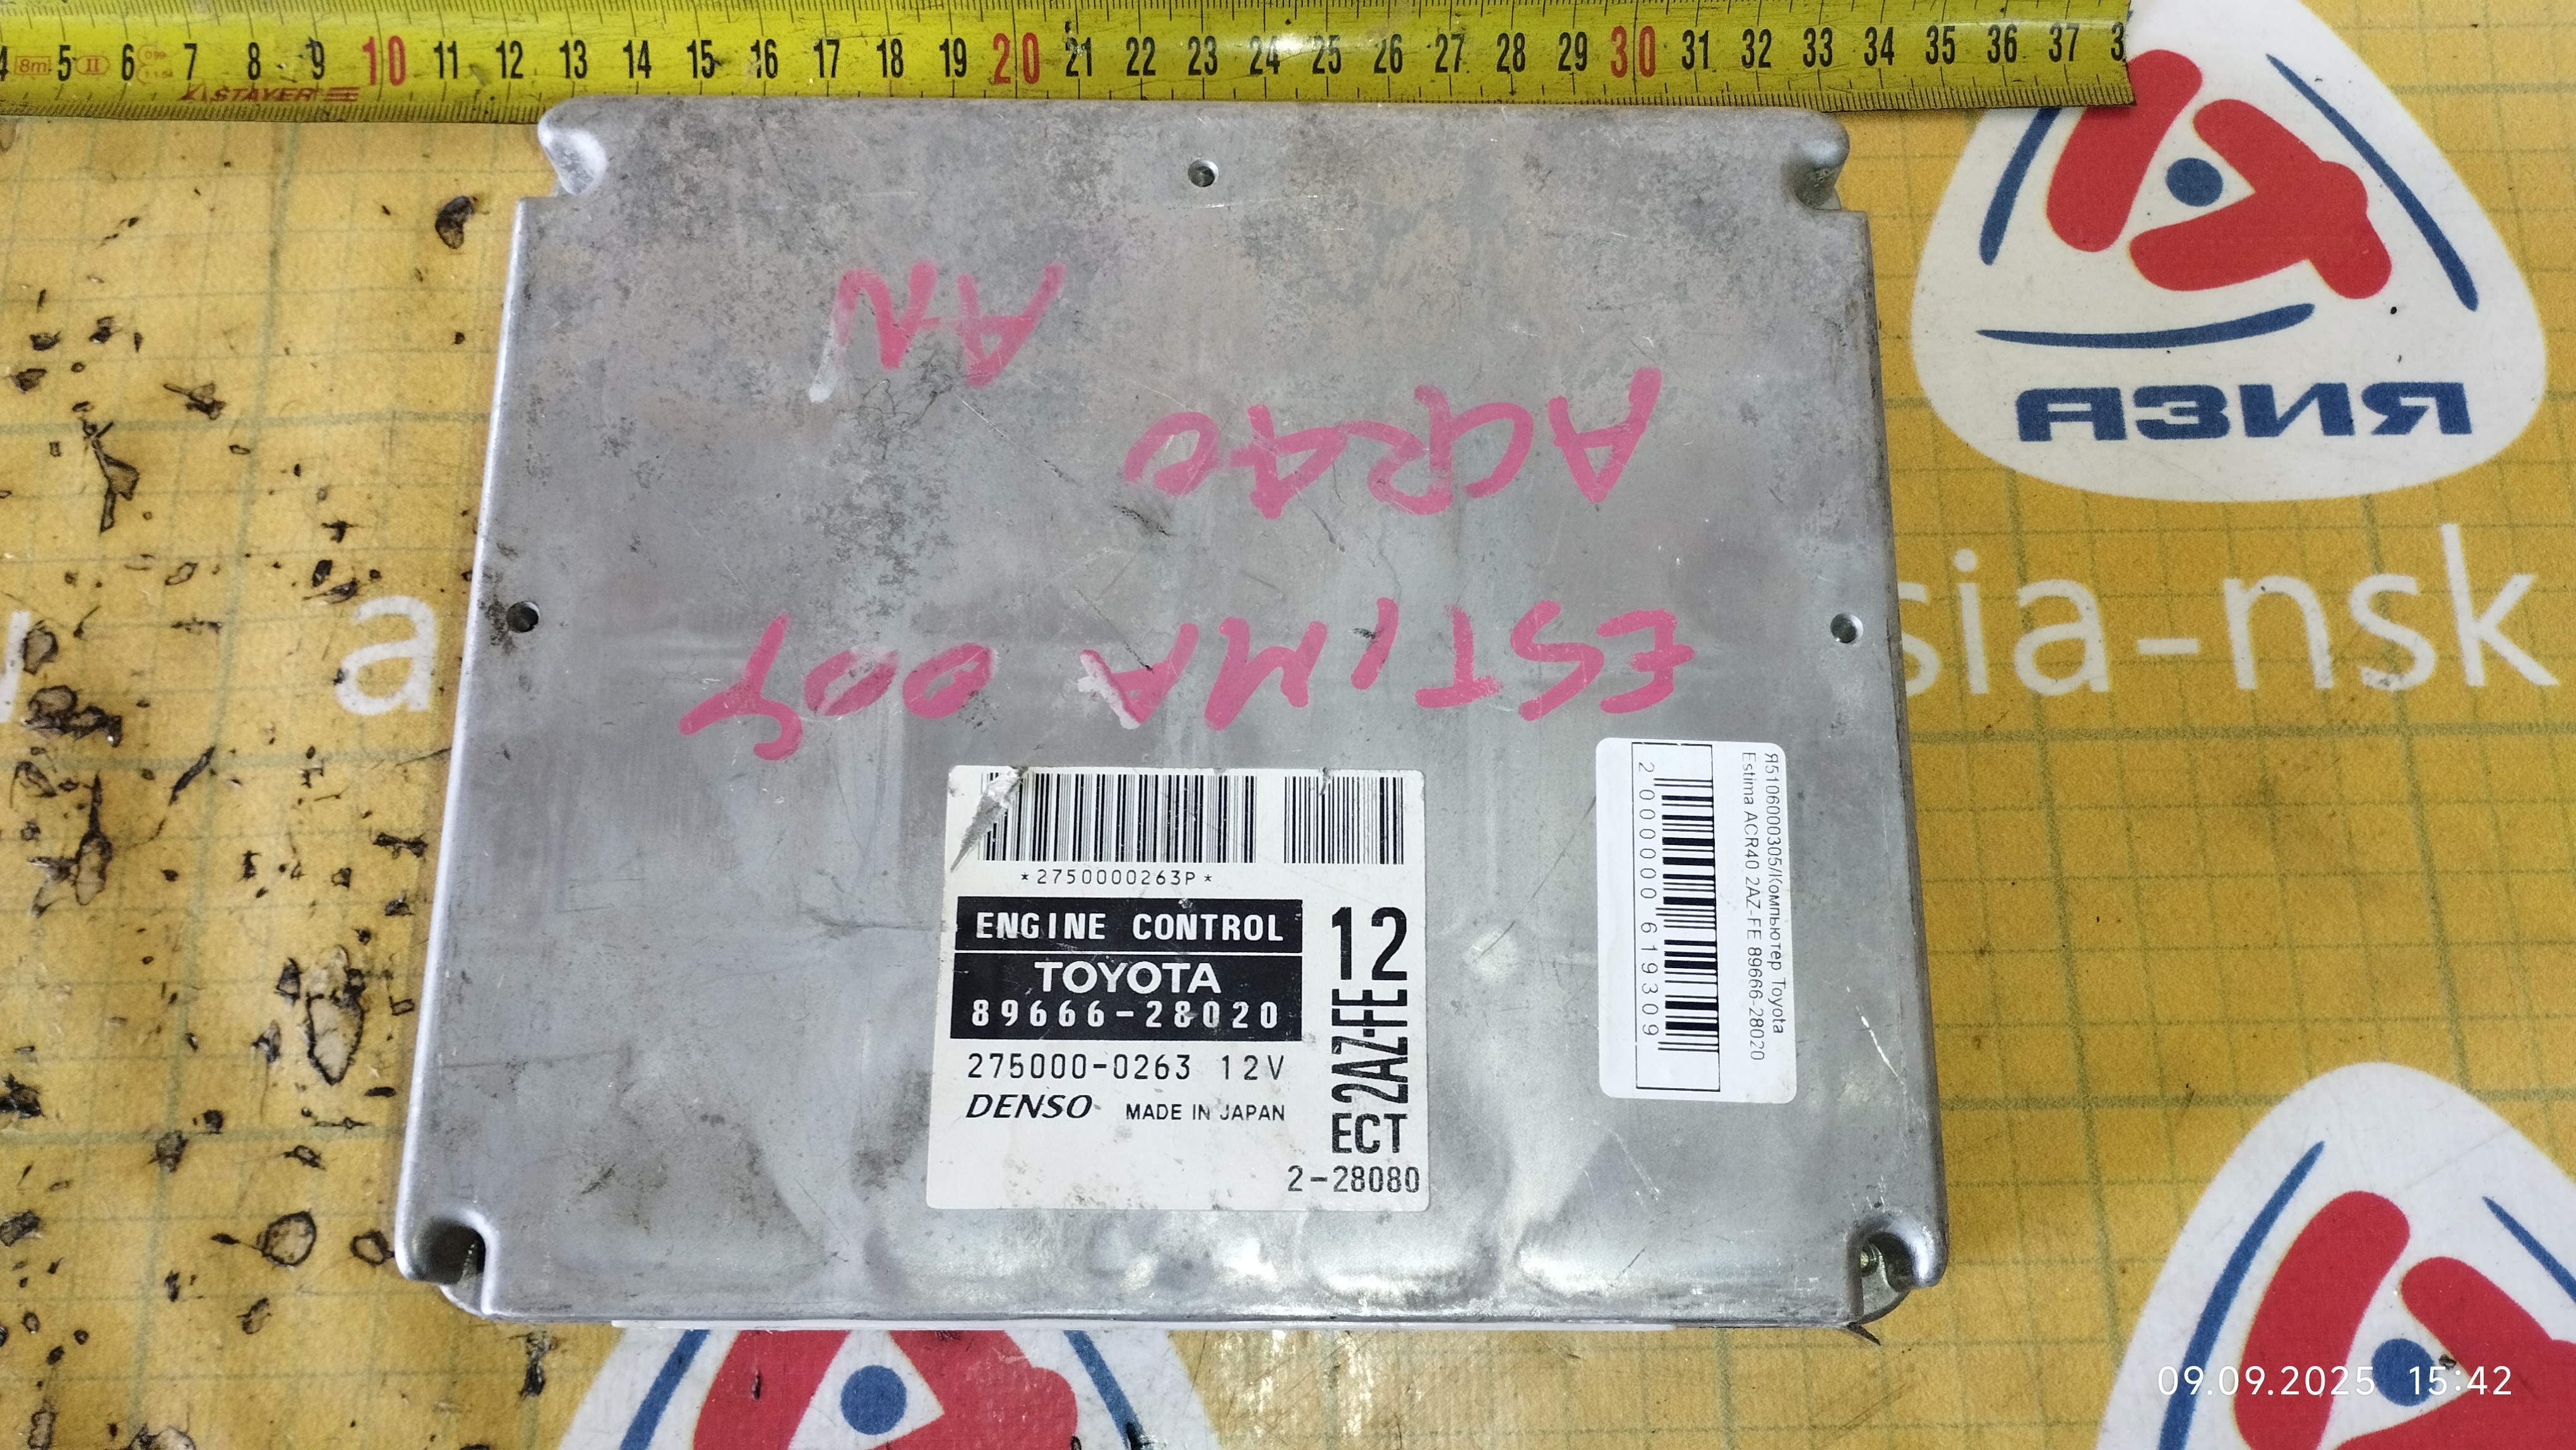 4 5 6 7 8 9 10 11 12 13 14 15 16 17 18 19 20 21 22 23 24 25 26 27 28 29 30 31 32 33 34 35 36 37 3
8m II
STAYER
AN
ACR40
ESTIMA 005
*2750000263P*
ENGINE CONTROL
TOYOTA
89666-28020
275000-0263 12V
DENSO MADE IN JAPAN
12
2AZ-FE
ECT
2-28080
Я5106000305/Компьютер Toyota
Estima ACR40 2AZ-FE 89666-28020
2 000000 619309
АЗИЯ
a
sia-nsk
09.09.2025 15:42